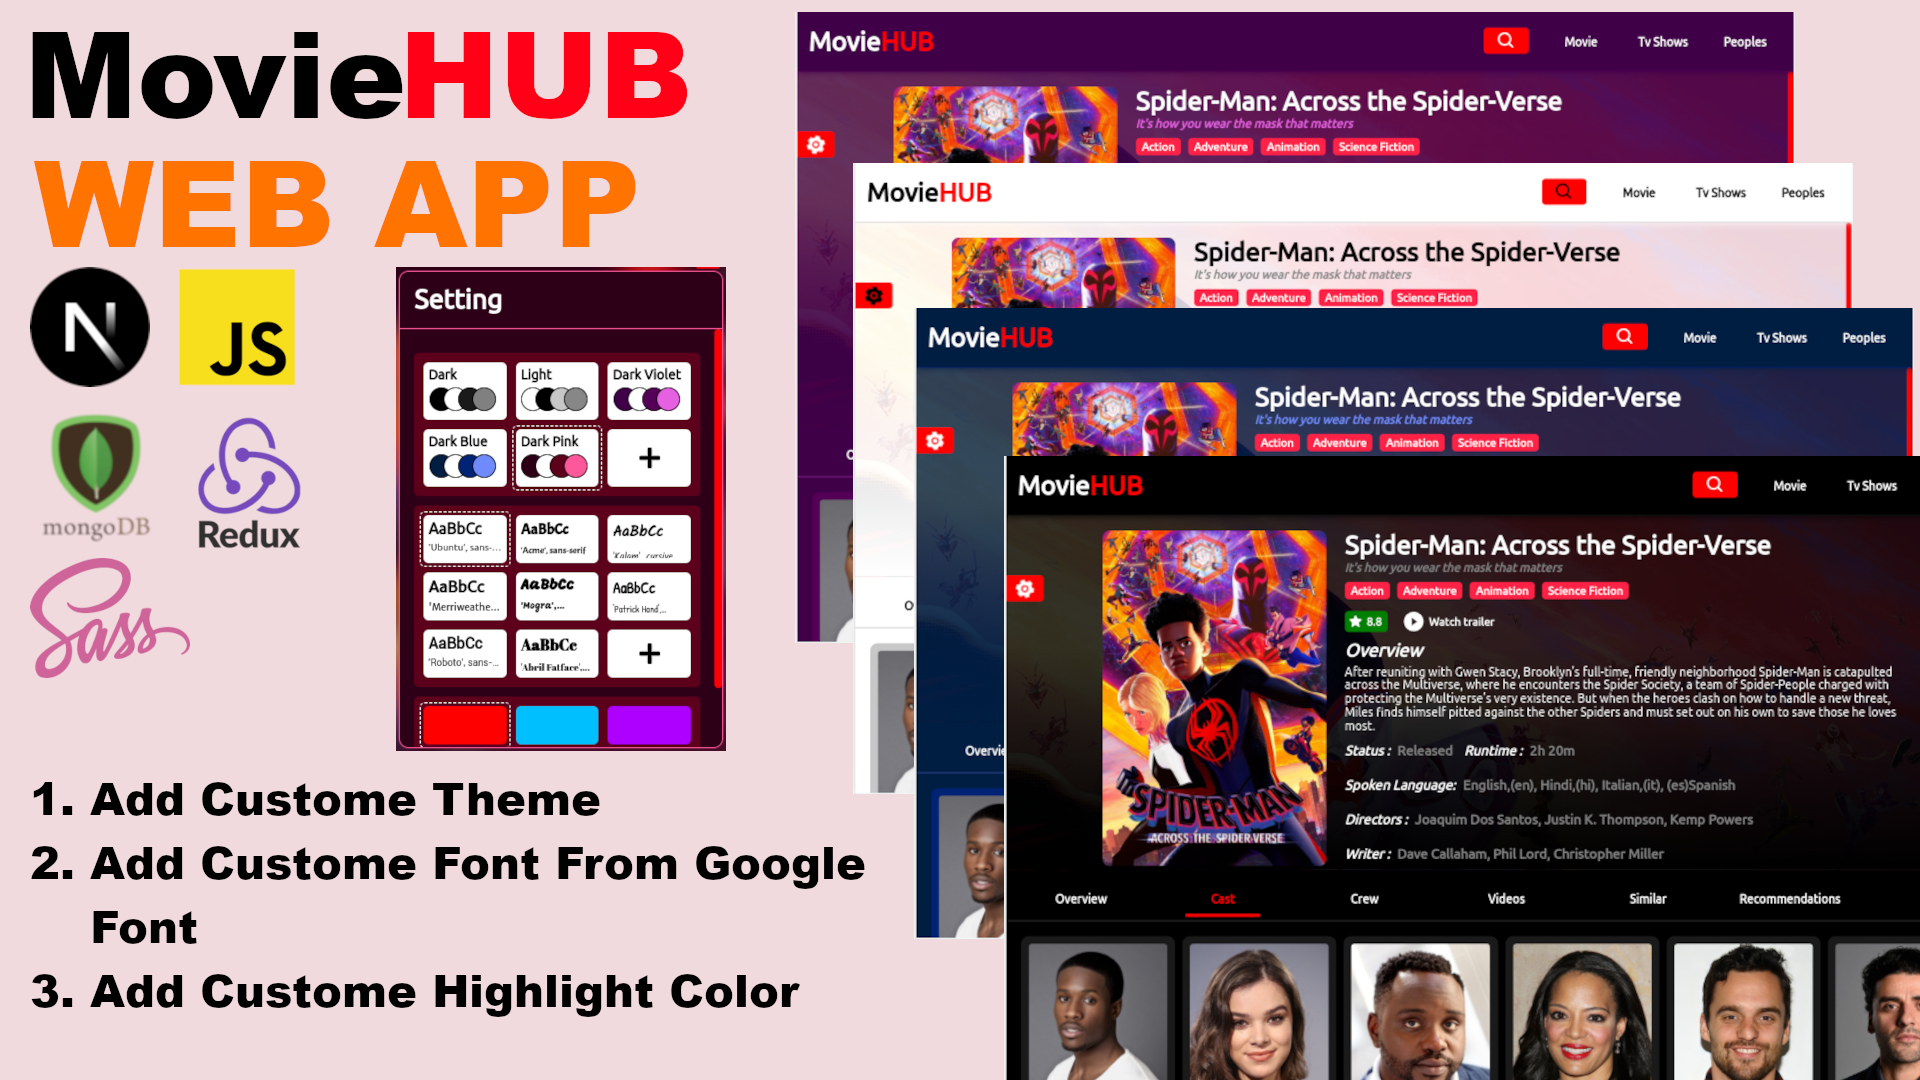 MovieHUB
WEB APP
N
JS
mongoDB
Redux
Sass
Setting
Dark
Light
Dark Violet
Dark Blue
Dark Pink
+
AaBbCc
'Ubuntu', sans-...
AaBbCc
'Acme', sans-serif
AaBbCc
'Kalam', cursive
AaBbCc
'Merriweathe...
AaBbCc
'Mogra',...
AaBbCc
'Patrick Hand',...
AaBbCc
'Roboto', sans-...
AaBbCc
'Abril Fatface',...
+
1. Add Custome Theme
2. Add Custome Font From Google
Font
3. Add Custome Highlight Color
MovieHUB
Movie Tv Shows Peoples
Spider-Man: Across the Spider-Verse
It's how you wear the mask that matters
Action Adventure Animation Science Fiction
O
MovieHUB
Movie Tv Shows Peoples
Spider-Man: Across the Spider-Verse
It's how you wear the mask that matters
Action Adventure Animation Science Fiction
O
MovieHUB
Movie Tv Shows Peoples
Spider-Man: Across the Spider-Verse
It's how you wear the mask that matters
Action Adventure Animation Science Fiction
Overvie
MovieHUB
Movie Tv Shows
Spider-Man: Across the Spider-Verse
It's how you wear the mask that matters
Action Adventure Animation Science Fiction
8.8 Watch trailer
Overview
After reuniting with Gwen Stacy, Brooklyn's full-time, friendly neighborhood Spider-Man is catapulted
across the Multiverse, where he encounters the Spider Society, a team of Spider-People charged with
protecting the Multiverse's very existence. But when the heroes clash on how to handle a new threat,
Miles finds himself pitted against the other Spiders and must set out on his own to save those he loves
most.
Status : Released Runtime : 2h 20m
Spoken Language: English,(en), Hindi,(hi), Italian,(it), (es)Spanish
Directors : Joaquim Dos Santos, Justin K. Thompson, Kemp Powers
Writer : Dave Callaham, Phil Lord, Christopher Miller
SPIDER-MAN
ACROSS THE SPIDER-VERSE
Overview Cast Crew Videos Similar Recommendations